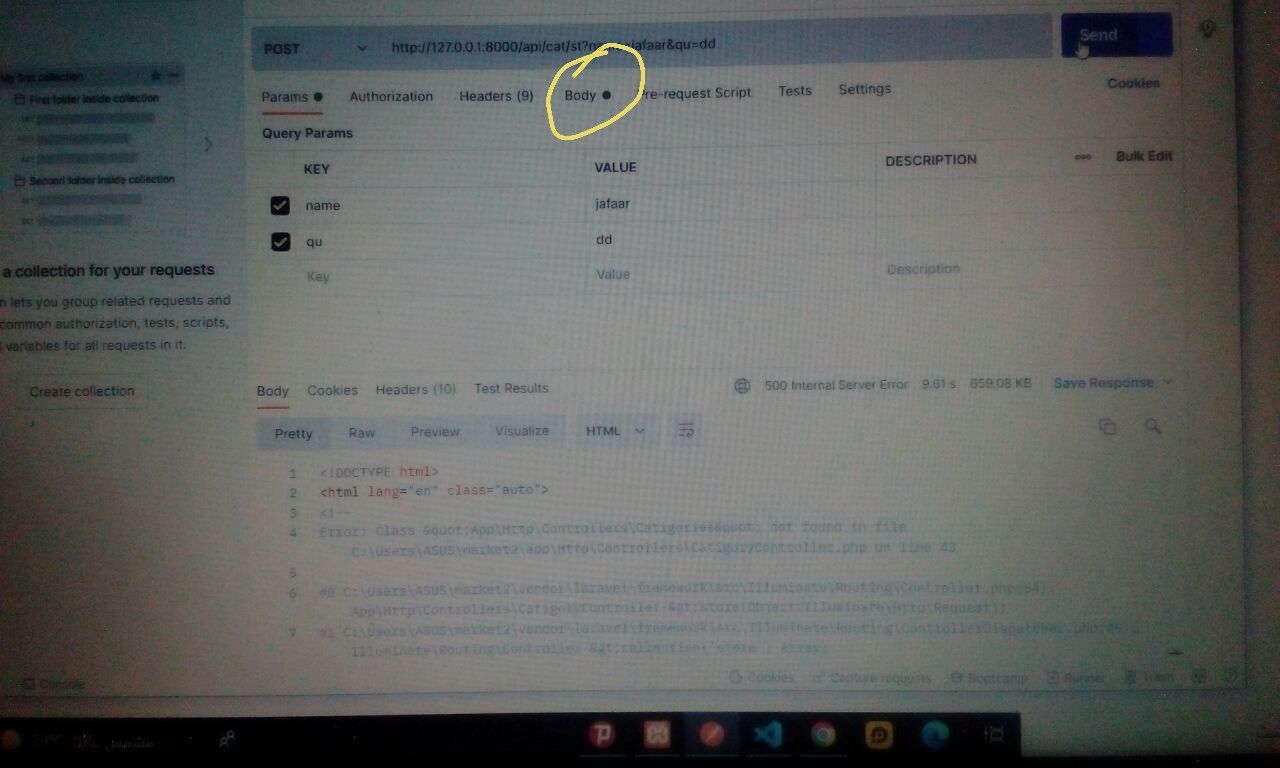 POST http://127.0.0.1:8000/api/cat/st?name=jafaar&qu=dd Send
My first collection
First folder inside collection
Second folder inside collection
a collection for your requests
n lets you group related requests and
common authorization, tests, scripts,
variables for all requests in it.
Create collection
Params Authorization Headers (9) Body Pre-request Script Tests Settings Cookies
Query Params
KEY VALUE DESCRIPTION ooo Bulk Edit
name jafaar
qu dd
Key Value Description
Body Cookies Headers (10) Test Results 500 Internal Server Error 9.61 s 659.08 KB Save Response
Pretty Raw Preview Visualize HTML
1 <!DOCTYPE html>
2 <html lang="en" class="auto">
3 <!--
4 Error: Class &quot;App\Http\Controllers\Catigories&quot; not found in file
C:\Users\ASUS\market2\app\Http\Controllers\CatigoryController.php on line 43
5
6 #0 C:\Users\ASUS\market2\vendor\laravel\framework\src\Illuminate\Routing\Controller.php(54)
App\Http\Controllers\CatigoryController-&gt;store(Object(Illuminate\Http\Request))
7 #1 C:\Users\ASUS\market2\vendor\laravel\framework\src\Illuminate\Routing\ControllerDispatcher.php
Illuminate\Routing\Controller-&gt;callAction(
Console Cookies Capture requests Bootcamp Runner Trash
29°C